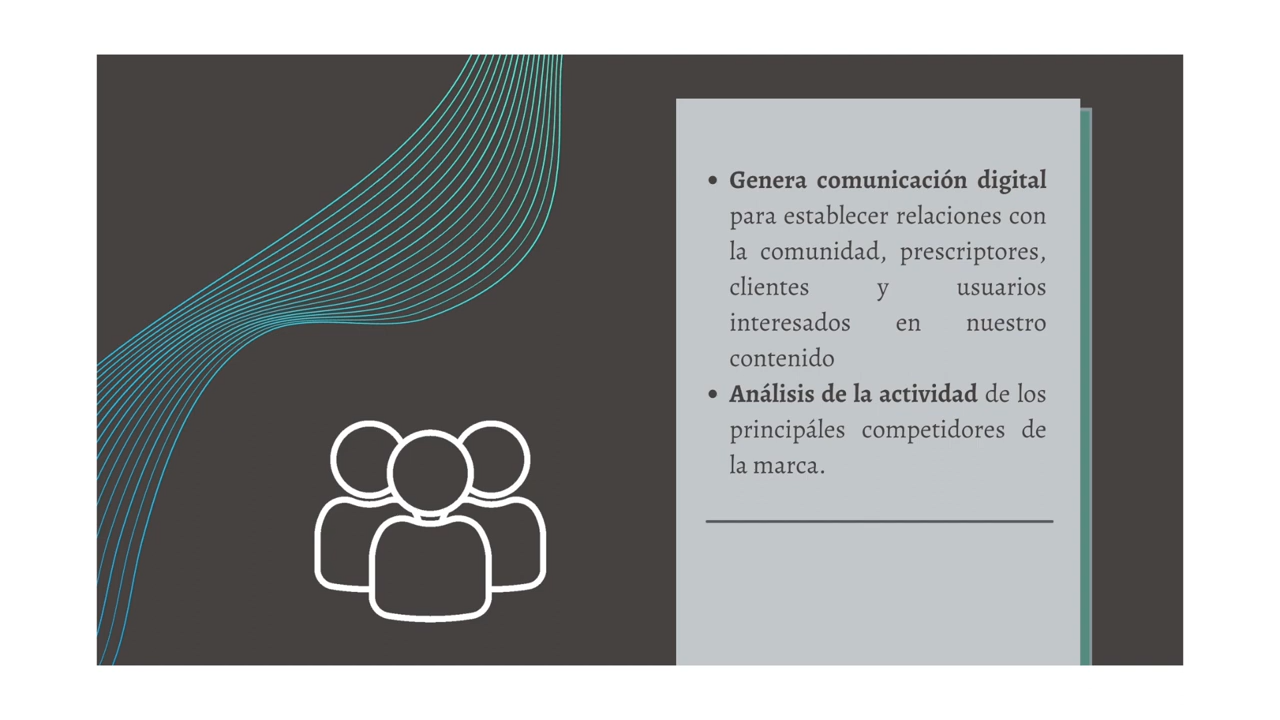 • Genera comunicación digital
para establecer relaciones con
la comunidad, prescriptores,
clientes y usuarios
interesados en nuestro
contenido
• Análisis de la actividad de los
principáles competidores de
la marca.